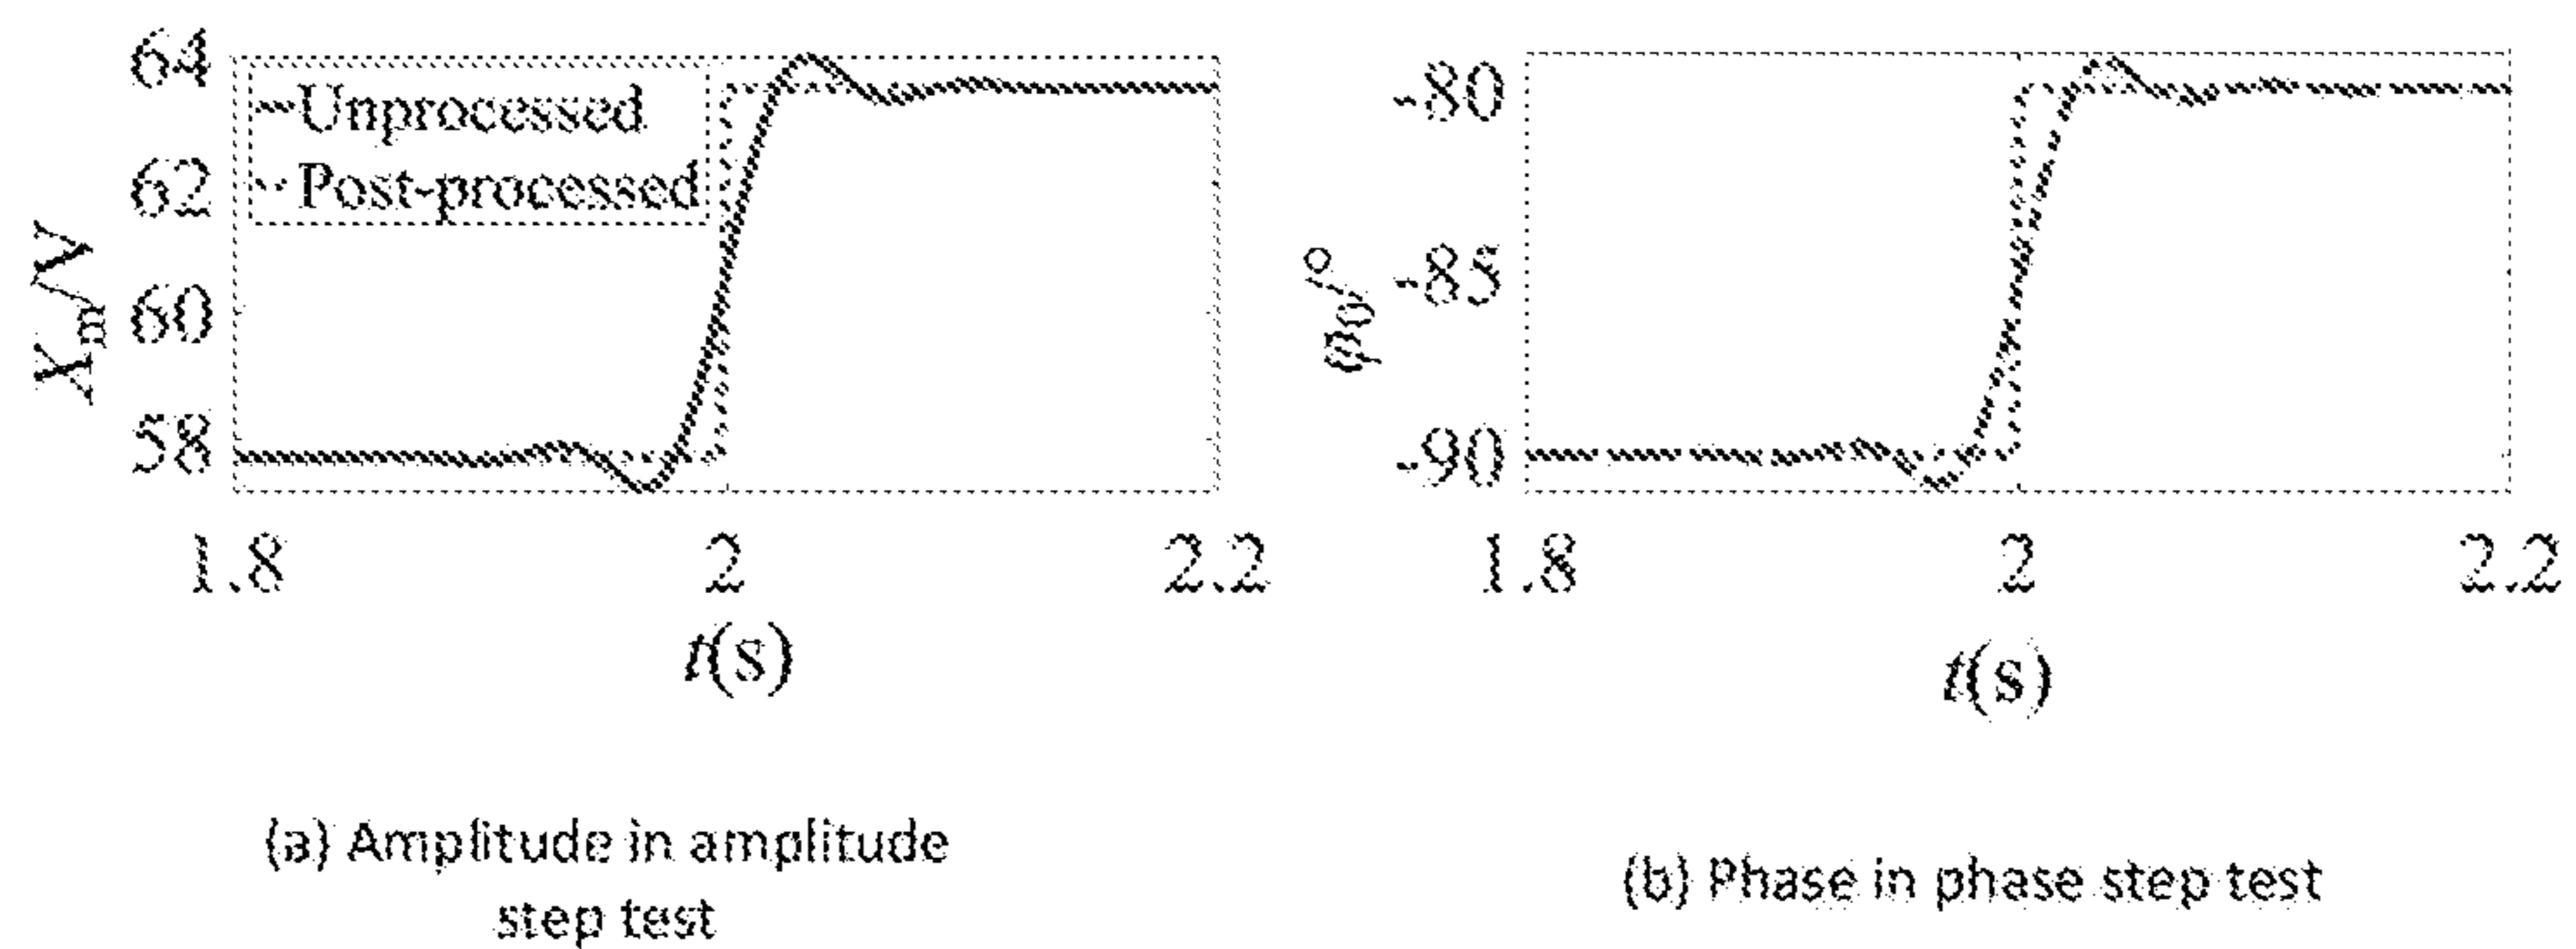 64
62
60
58
Xm/V
Unprocessed
Post-processed
1.8
2
2.2
t(s)
(a) Amplitude in amplitude
step test
-80
-85
-90
φ0/°
1.8
2
2.2
t(s)
(b) Phase in phase step test